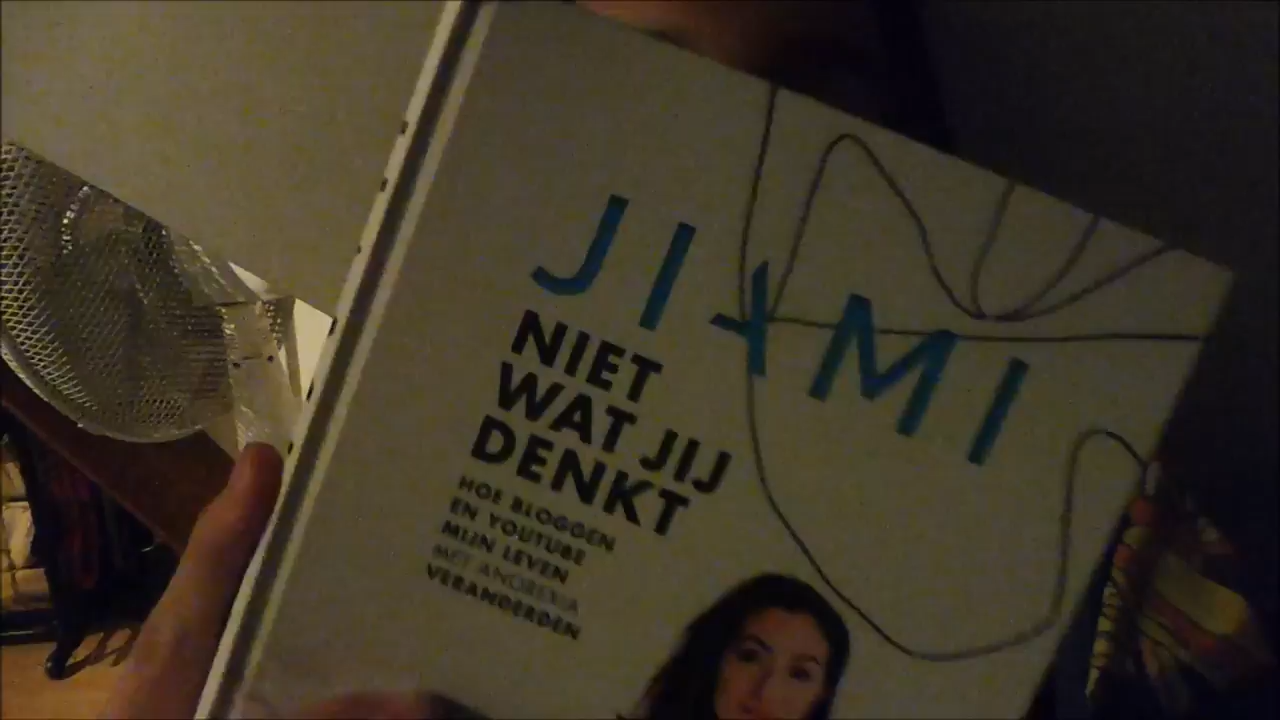 JI+MI
NIET
WAT JIJ
DENKT
HOE BLOGGEN
EN YOUTUBE
MIJN LEVEN
MET ANOREXIA
VERANDERDEN